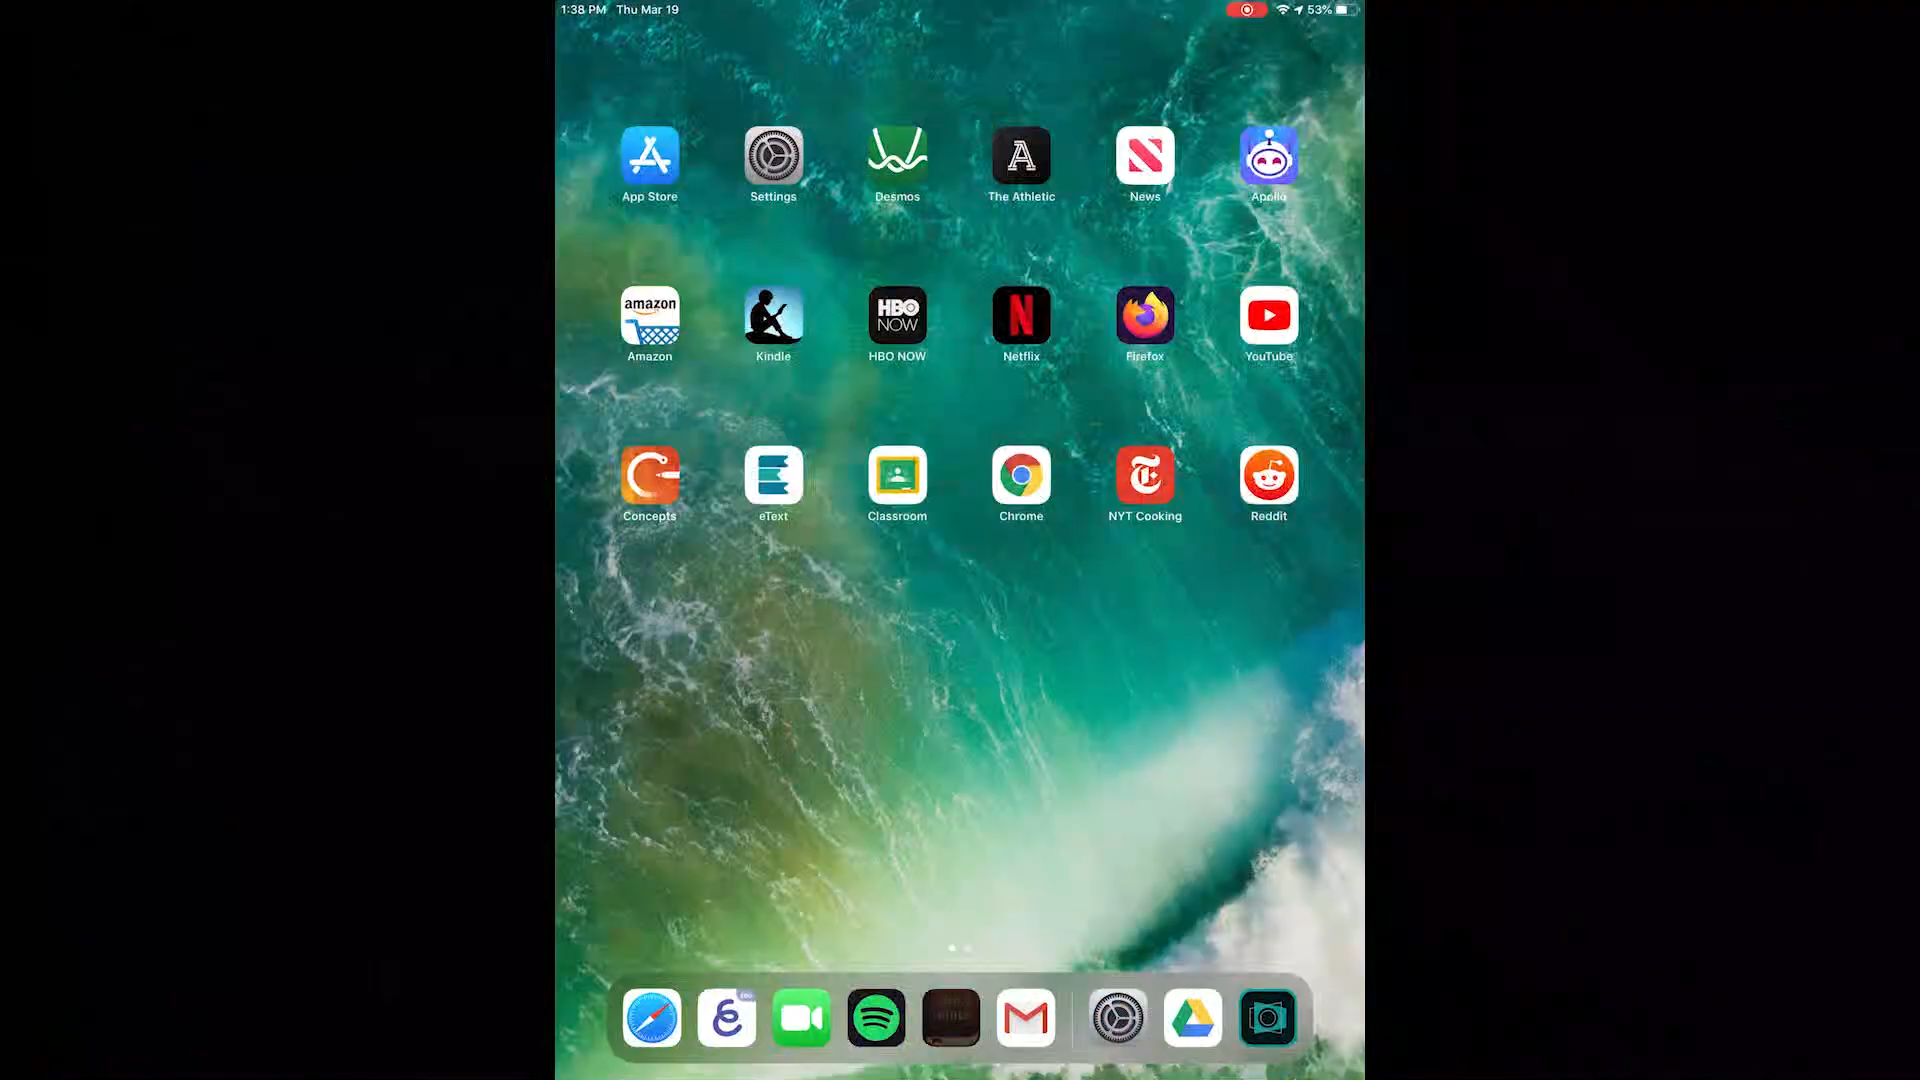 1:38 PM Thu Mar 19 53%
App Store Settings Desmos The Athletic News Apollo
amazon HBO NOW
Amazon Kindle HBO NOW Netflix Firefox YouTube
Concepts eText Classroom Chrome NYT Cooking Reddit